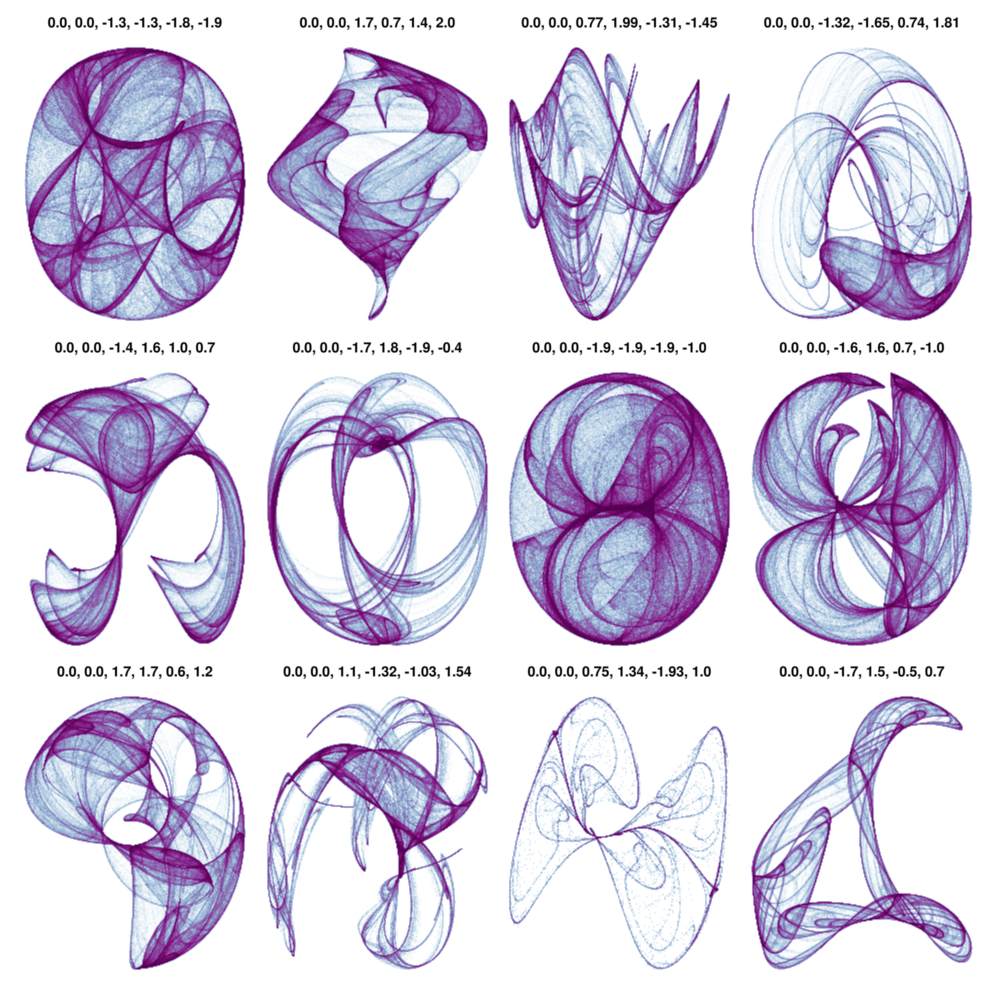 0.0, 0.0, -1.3, -1.3, -1.8, -1.9
0.0, 0.0, 1.7, 0.7, 1.4, 2.0
0.0, 0.0, 0.77, 1.99, -1.31, -1.45
0.0, 0.0, -1.32, -1.65, 0.74, 1.81
0.0, 0.0, -1.4, 1.6, 1.0, 0.7
0.0, 0.0, -1.7, 1.8, -1.9, -0.4
0.0, 0.0, -1.9, -1.9, -1.9, -1.0
0.0, 0.0, -1.6, 1.6, 0.7, -1.0
0.0, 0.0, 1.7, 1.7, 0.6, 1.2
0.0, 0.0, 1.1, -1.32, -1.03, 1.54
0.0, 0.0, 0.75, 1.34, -1.93, 1.0
0.0, 0.0, -1.7, 1.5, -0.5, 0.7